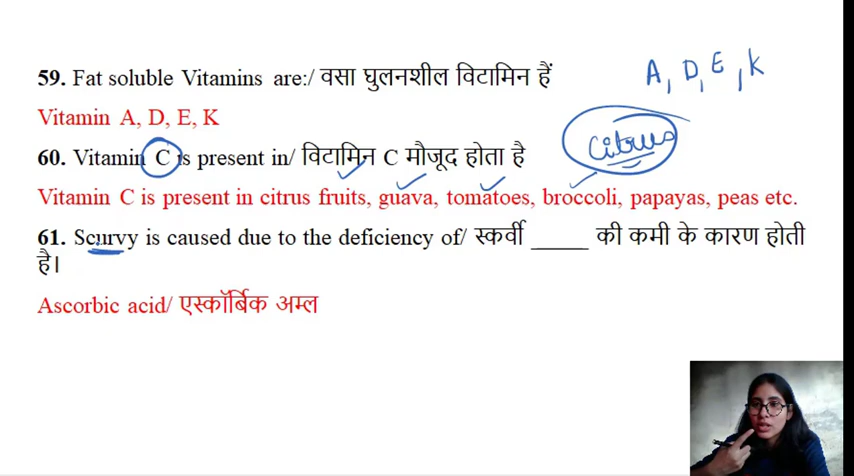 59. Fat soluble Vitamins are:/ वसा घुलनशील विटामिन हैं
A, D, E, K
Vitamin A, D, E, K
60. Vitamin C is present in/ विटामिन C मौजूद होता है
Citrus
Vitamin C is present in citrus fruits, guava, tomatoes, broccoli, papayas, peas etc.
61. Scurvy is caused due to the deficiency of/ स्कर्वी _____ की कमी के कारण होती
है।
Ascorbic acid/ एस्कॉर्बिक अम्ल